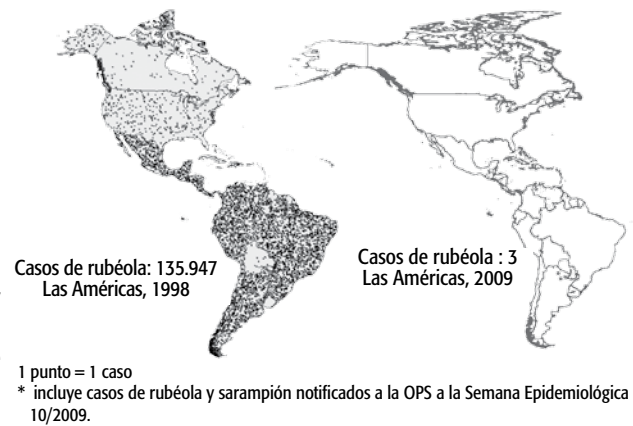 Casos de rubéola: 135.947
Las Américas, 1998
Casos de rubéola : 3
Las Américas, 2009
1 punto = 1 caso
* incluye casos de rubéola y sarampión notificados a la OPS a la Semana Epidemiológica
10/2009.